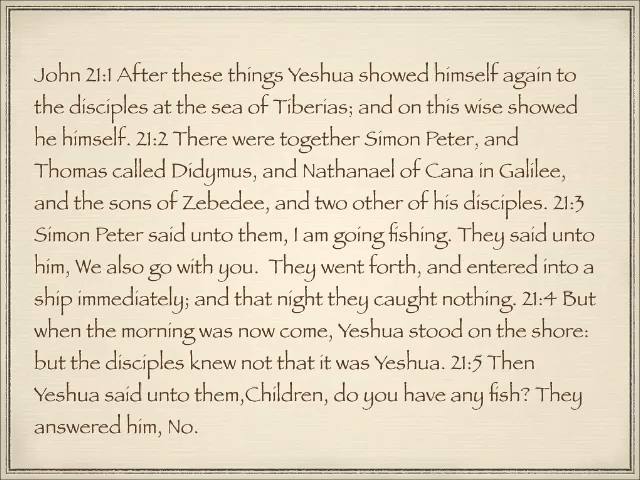 John 21:1 After these things Yeshua showed himself again to
the disciples at the sea of Tiberias; and on this wise showed
he himself. 21:2 There were together Simon Peter, and
Thomas called Didymus, and Nathanael of Cana in Galilee,
and the sons of Zebedee, and two other of his disciples. 21:3
Simon Peter said unto them, I am going fishing. They said unto
him, We also go with you.  They went forth, and entered into a
ship immediately; and that night they caught nothing. 21:4 But
when the morning was now come, Yeshua stood on the shore:
but the disciples knew not that it was Yeshua. 21:5 Then
Yeshua said unto them,Children, do you have any fish? They
answered him, No.